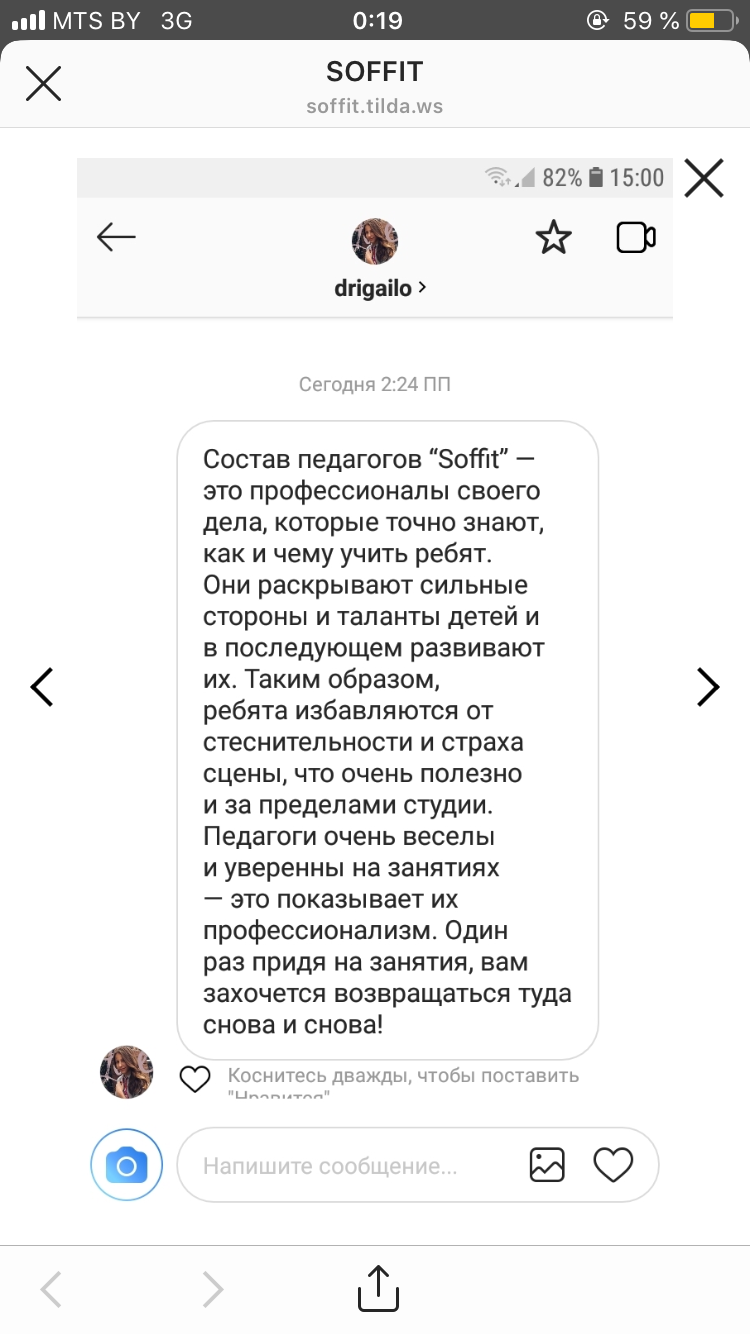 MTS BY 3G 0:19 59 %
SOFFIT
soffit.tilda.ws
82% 15:00
drigailo
Сегодня 2:24 ПП
Состав педагогов “Soffit” —
это профессионалы своего
дела, которые точно знают,
как и чему учить ребят.
Они раскрывают сильные
стороны и таланты детей и
в последующем развивают
их. Таким образом,
ребята избавляются от
стеснительности и страха
сцены, что очень полезно
и за пределами студии.
Педагоги очень веселы
и уверенны на занятиях
— это показывает их
профессионализм. Один
раз придя на занятия, вам
захочется возвращаться туда
снова и снова!
Коснитесь дважды, чтобы поставить
"Нравится"
Напишите сообщение...